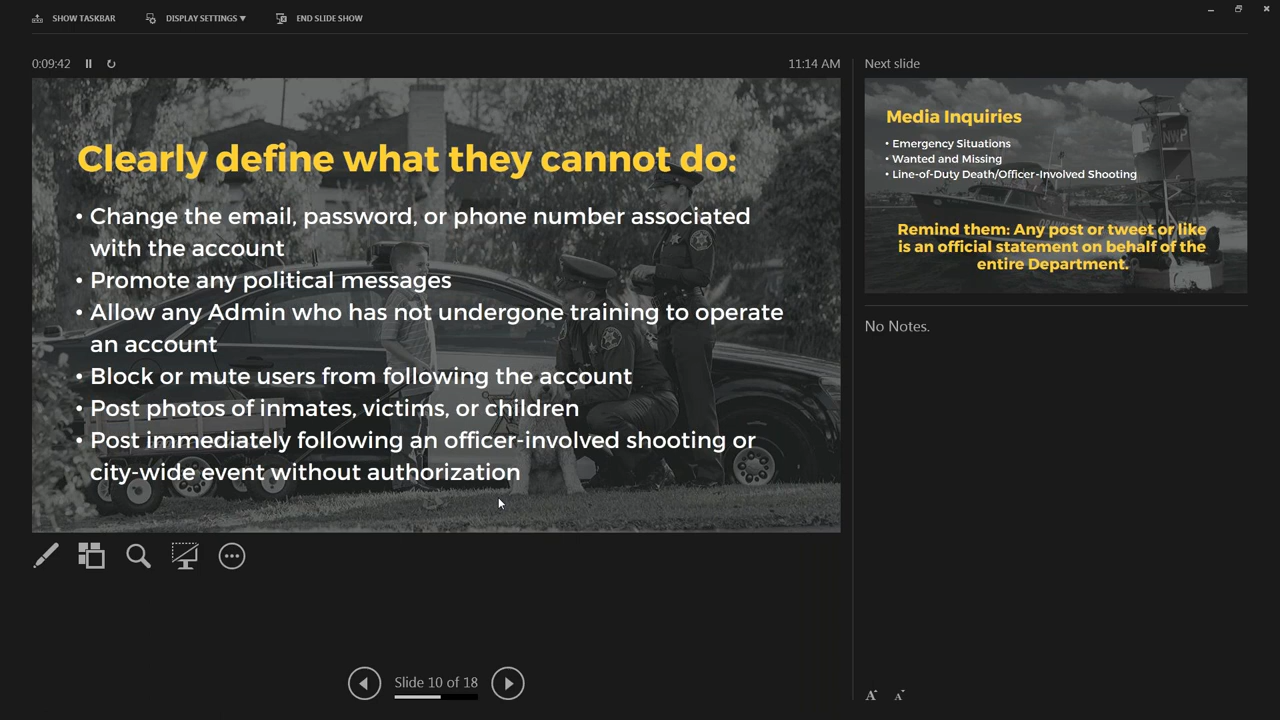 SHOW TASKBAR
DISPLAY SETTINGS ▼
END SLIDE SHOW
0:09:42
11:14 AM
Clearly define what they cannot do:
• Change the email, password, or phone number associated
with the account
• Promote any political messages
• Allow any Admin who has not undergone training to operate
an account
• Block or mute users from following the account
• Post photos of inmates, victims, or children
• Post immediately following an officer-involved shooting or
city-wide event without authorization
Slide 10 of 18
Next slide
Media Inquiries
• Emergency Situations
• Wanted and Missing
• Line-of-Duty Death/Officer-Involved Shooting
NWP
Remind them: Any post or tweet or like
is an official statement on behalf of the
entire Department.
No Notes.
A
A